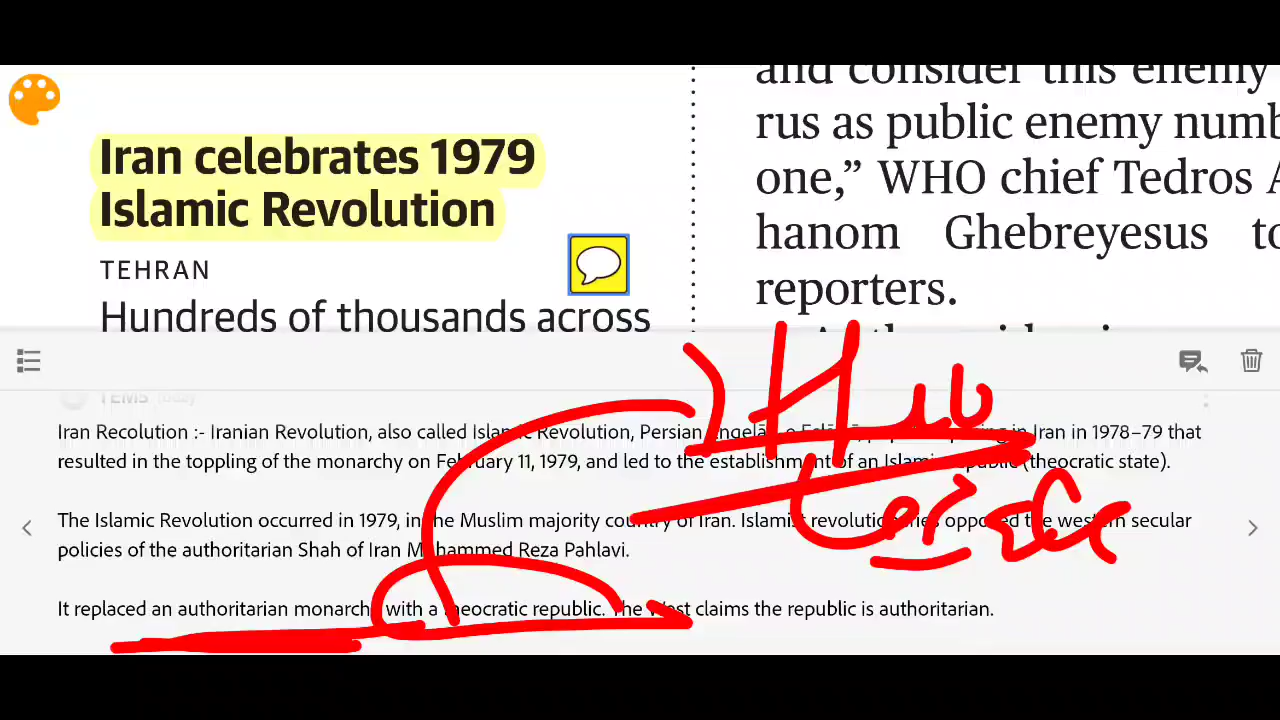 Iran celebrates 1979
Islamic Revolution
TEHRAN
Hundreds of thousands across
and consider this enemy
rus as public enemy numb
one,” WHO chief Tedros A
hanom Ghebreyesus to
reporters.
Iran Recolution :- Iranian Revolution, also called Islamic Revolution, Persian in Iran in 1978–79 that
resulted in the toppling of the monarchy on February 11, 1979, and led to the establishment of an Islamic republic (theocratic state).
The Islamic Revolution occurred in 1979, in the Muslim majority country of Iran. Islamist revolutionaries opposed the western secular
policies of the authoritarian Shah of Iran Mohammed Reza Pahlavi.
It replaced an authoritarian monarchy with a theocratic republic. The West claims the republic is authoritarian.